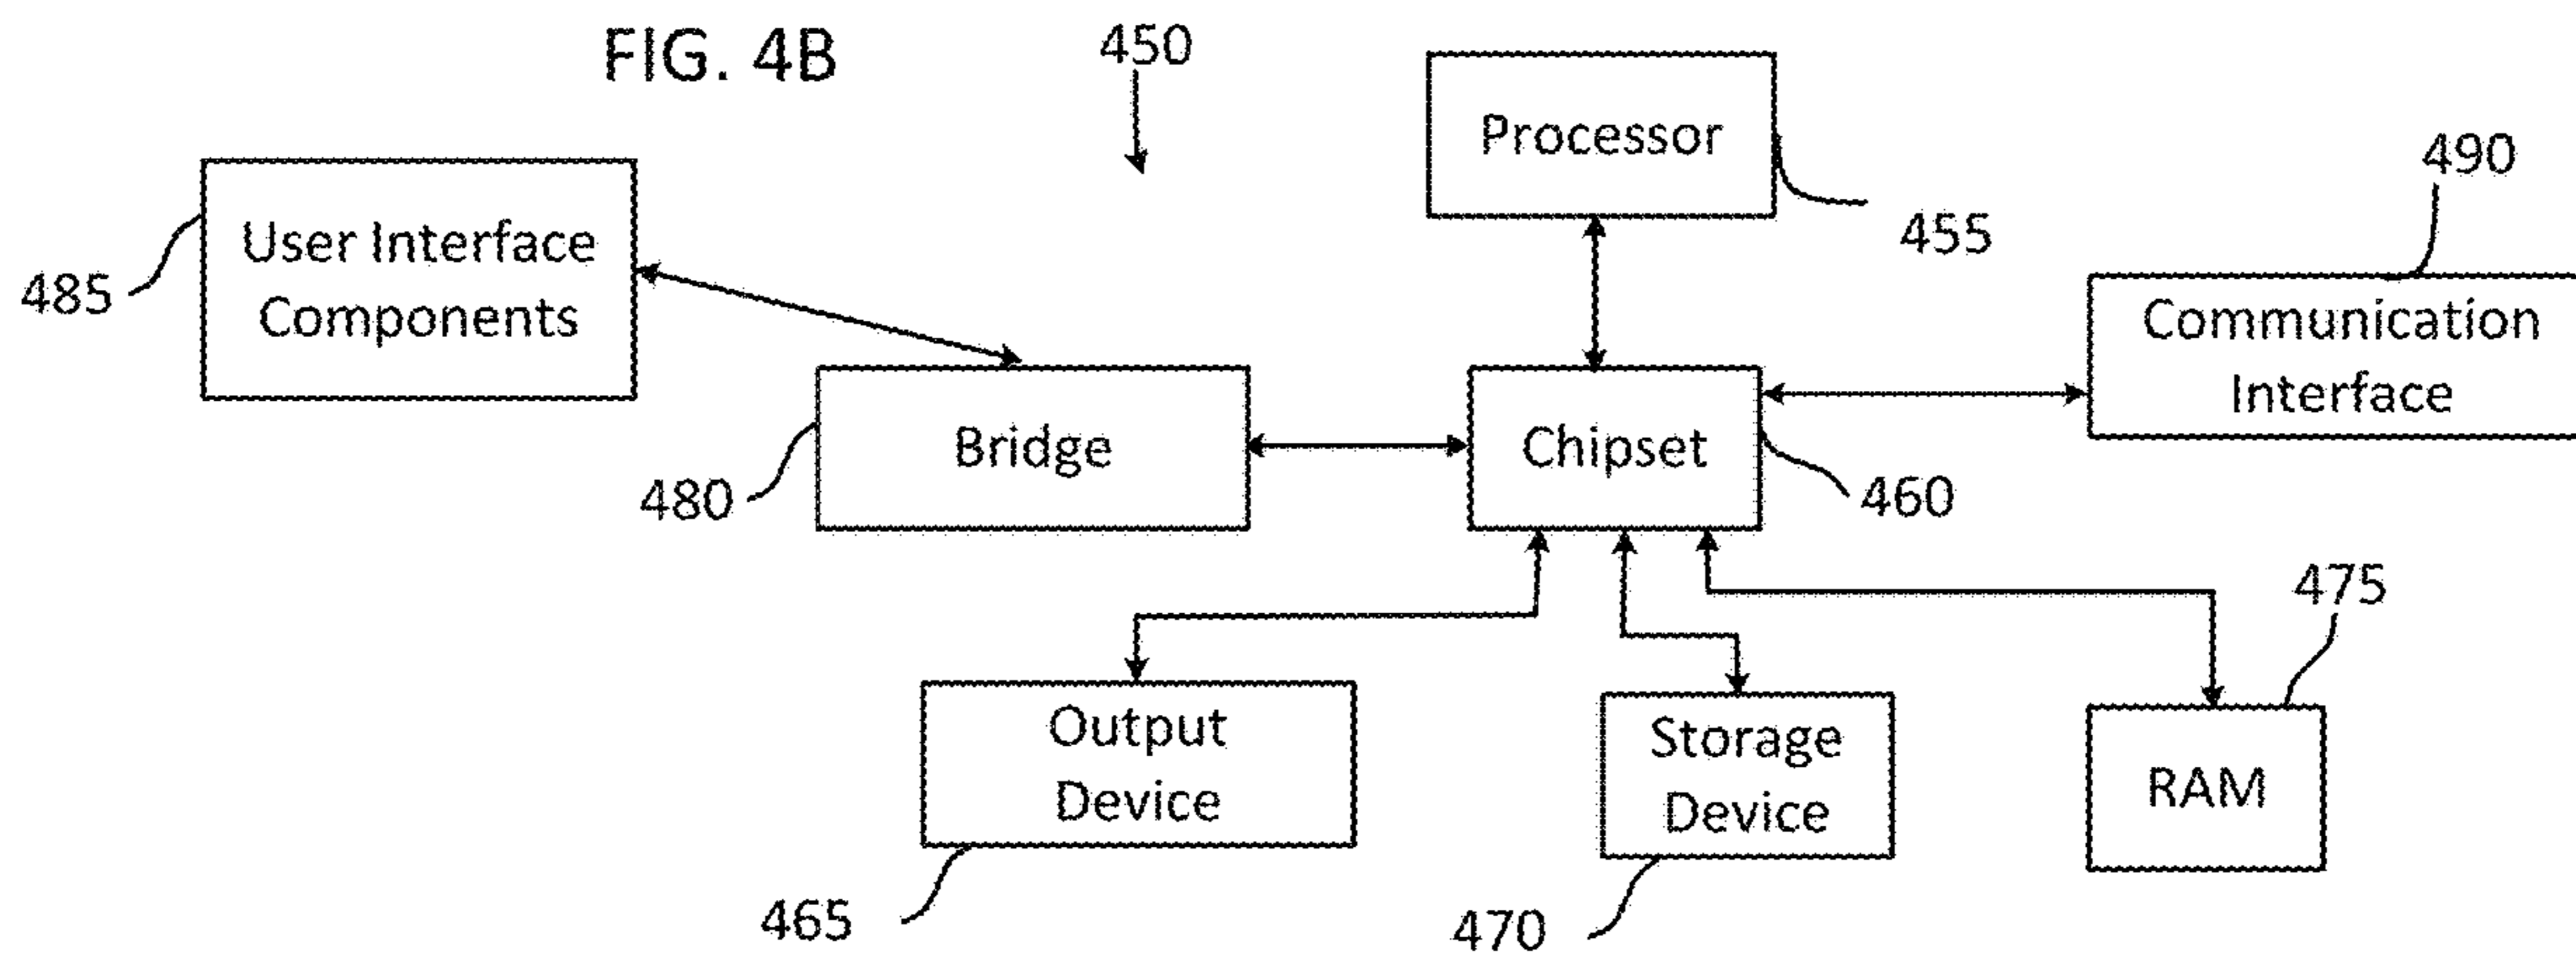 FIG. 4B
450
Processor
490
455
485
User Interface
Components
Communication
Interface
480
Bridge
Chipset
460
475
Output
Device
Storage
Device
RAM
465
470